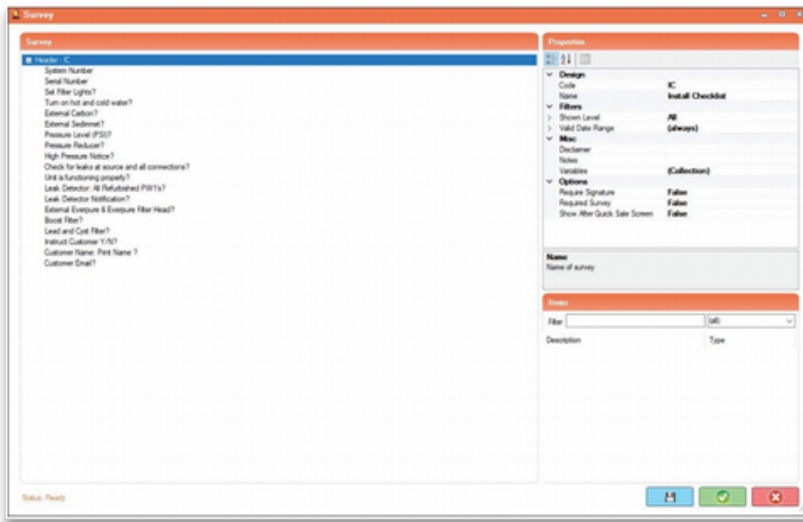 Survey
Survey
Header - IC
System Number
Serial Number
Set Filter Lights?
Turn on hot and cold water?
External Carbon?
External Sediment?
Pressure Level (PSI)?
Pressure Reducer?
High Pressure Notice?
Check for leaks at source and all connections?
Unit is functioning properly?
Leak Detector: All Refurbished PW1's?
Leak Detector Notification?
External Everpure & Everpure Filter Head?
Boost Filter?
Lead and Cyst Filter?
Instruct Customer Y/N?
Customer Name: Print Name ?
Customer Email?
Status: Ready
Properties
Design
Code IC
Name Install Checklist
Filters
Shown Level All
Valid Date Range (always)
Misc
Disclaimer
Notes
Variables (Collection)
Options
Require Signature False
Required Survey False
Show After Quick Sale Screen False
Name
Name of survey
Items
Filter (all)
Description Type